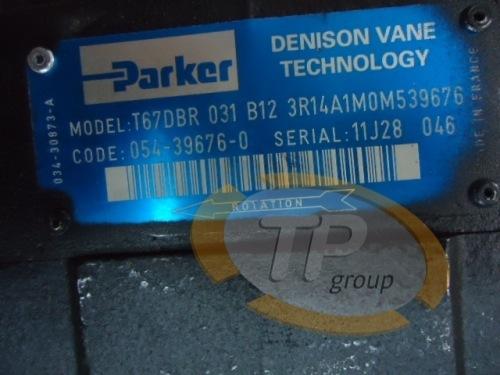 Parker
DENISON VANE
TECHNOLOGY
MODEL:T67DBR 031 B12 3R14A1M0M539676
CODE: 054-39676-0 SERIAL:11J28 046
034-30873-A
MADE IN FRANCE
ROTATION
TP
group